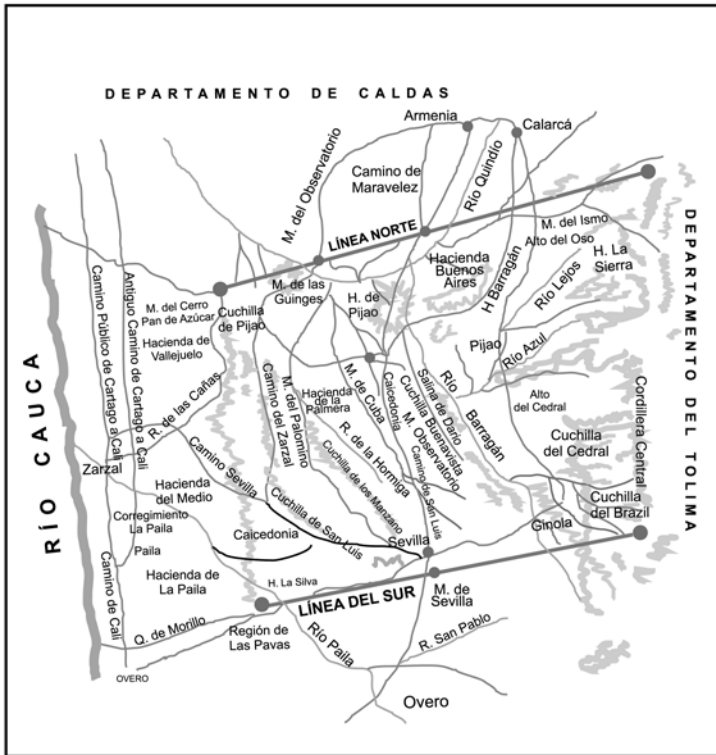 DEPARTAMENTO DE CALDAS
Armenia
Calarcá
M. del Observatorio
Camino de
Maravelez
Río Quindío
LÍNEA NORTE
M. del Ismo
Alto del Oso
H. La
Sierra
DEPARTAMENTO DEL TOLIMA
M. de las
Guinges
Hacienda
Buenos
Aires
H Barragán
Río Lejos
M. del Cerro
Pan de Azúcar
Cuchilla
de Pijao
H. de
Pijao
Hacienda de
Vallejuelo
Pijao
Río Azul
Camino Público de Cartago a Cali
Antiguo Camino de Cartago a Cali
RÍO CAUCA
R. de las Cañas
Camino del Zarzal
M. del Palomino
Hacienda
de la
Palmera
M. de Cuba
Caicedonia
Cuchilla Buenavista
Salina de Daño
M. Observatorio
Río
Barragán
Alto
del Cedral
Cordillera Central
R. de la Hormiga
Cuchilla de los Manzano
Camino de San Luis
Cuchilla
del Cedral
Zarzal
Camino Sevilla
Hacienda
del Medio
Cuchilla de San Luis
Corregimiento
La Paila
Caicedonia
Sevilla
Ginola
Cuchilla
del Brazil
Paila
Camino de Cali
Hacienda de
La Paila
H. La Silva
LÍNEA DEL SUR
M. de
Sevilla
Q. de Morillo
Región de
Las Pavas
Río Paila
R. San Pablo
OVERO
Overo